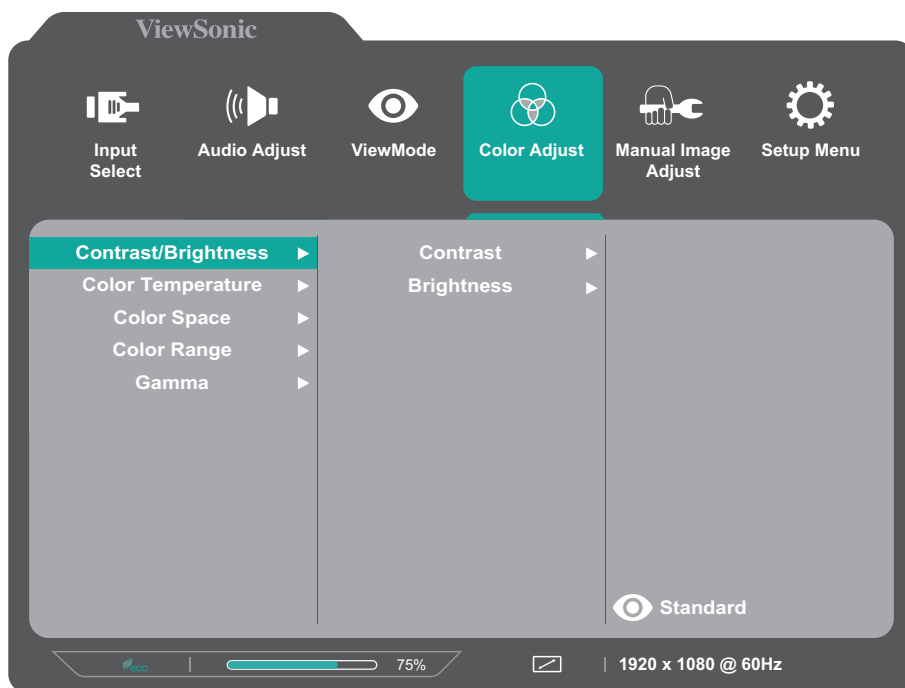 ViewSonic
Input
Select
Audio Adjust
ViewMode
Color Adjust
Manual Image
Adjust
Setup Menu
Contrast/Brightness
Color Temperature
Color Space
Color Range
Gamma
Contrast
Brightness
Standard
eco
75%
1920 x 1080 @ 60Hz